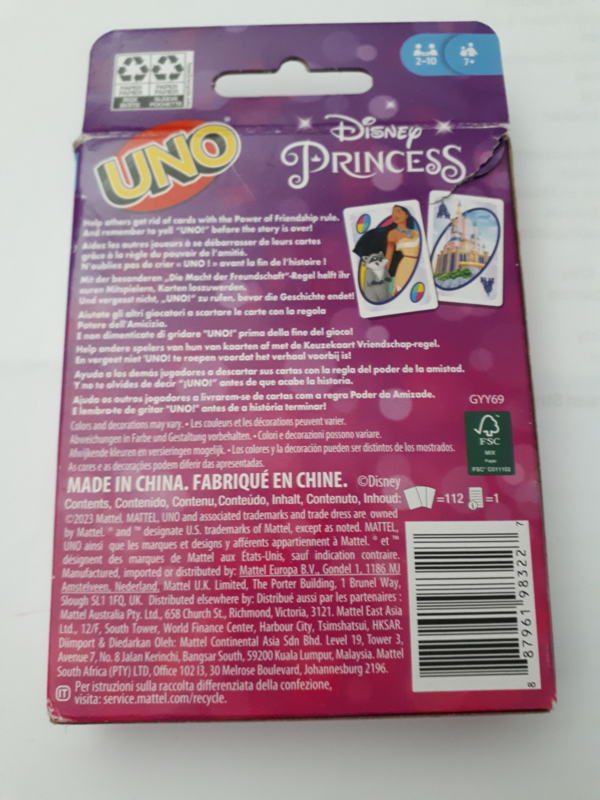 PAPER PAPER
BOX SLEEVE
BOÎTE POCHETTE
2-10 7+
UNO
Disney
PRINCESS
Help others get rid of cards with the Power of Friendship rule.
And remember to yell "UNO!" before the story is over!
Aidez les autres joueurs à se débarrasser de leurs cartes
grâce à la règle du pouvoir de l'amitié.
N'oubliez pas de crier « UNO ! » avant la fin de l'histoire !
Mit der besonderen „Die Macht der Freundschaft"-Regel helft ihr
euren Mitspielern, Karten loszuwerden.
Und vergesst nicht, „UNO!" zu rufen, bevor die Geschichte endet!
Aiutate gli altri giocatori a scartare le carte con la regola
Potere dell'Amicizia.
E non dimenticate di gridare "UNO!" prima della fine del gioco!
Help andere spelers van hun kaarten af met de Keuzekaart Vriendschap-regel.
En vergeet niet 'UNO!' te roepen voordat het verhaal voorbij is!
Ayuda a los demás jugadores a descartar sus cartas con la regla del poder de la amistad.
Y no te olvides de decir "¡UNO!" antes de que acabe la historia.
Ajuda os outros jogadores a livrarem-se de cartas com a regra Poder da Amizade.
E lembra-te de gritar "UNO!" antes de a história terminar!
Colors and decorations may vary. • Les couleurs et les décorations peuvent varier.
Abweichungen in Farbe und Gestaltung vorbehalten. • Colori e decorazioni possono variare.
Afwijkende kleuren en versieringen mogelijk. • Los colores y la decoración pueden ser distintos de los mostrados.
As cores e as decorações podem diferir das apresentadas.
GYY69
FSC
MIX
Paper
FSC® C011102
MADE IN CHINA. FABRIQUÉ EN CHINE. ©Disney
Contents, Contenido, Contenu, Conteúdo, Inhalt, Contenuto, Inhoud: =112 =1
©2023 Mattel. MATTEL, UNO and associated trademarks and trade dress are owned
by Mattel. ® and ™ designate U.S. trademarks of Mattel, except as noted. MATTEL,
UNO ainsi que les marques et designs y afférents appartiennent à Mattel. ® et ™
désignent des marques de Mattel aux États-Unis, sauf indication contraire.
Manufactured, imported or distributed by: Mattel Europa B.V., Gondel 1, 1186 MJ
Amstelveen, Nederland, Mattel U.K. Limited, The Porter Building, 1 Brunel Way,
Slough SL1 1FQ, UK. Distributed elsewhere by: Distribué aussi par les partenaires :
Mattel Australia Pty. Ltd., 658 Church St., Richmond, Victoria, 3121. Mattel East Asia
Ltd., 12/F, South Tower, World Finance Center, Harbour City, Tsimshatsui, HKSAR.
Diimport & Diedarkan Oleh: Mattel Continental Asia Sdn Bhd. Level 19, Tower 3,
Avenue 7, No. 8 Jalan Kerinchi, Bangsar South, 59200 Kuala Lumpur, Malaysia. Mattel
South Africa (PTY) LTD, Office 102 I3, 30 Melrose Boulevard, Johannesburg 2196.
IT Per istruzioni sulla raccolta differenziata della confezione,
visita: service.mattel.com/recycle.
8 87961 98322 7